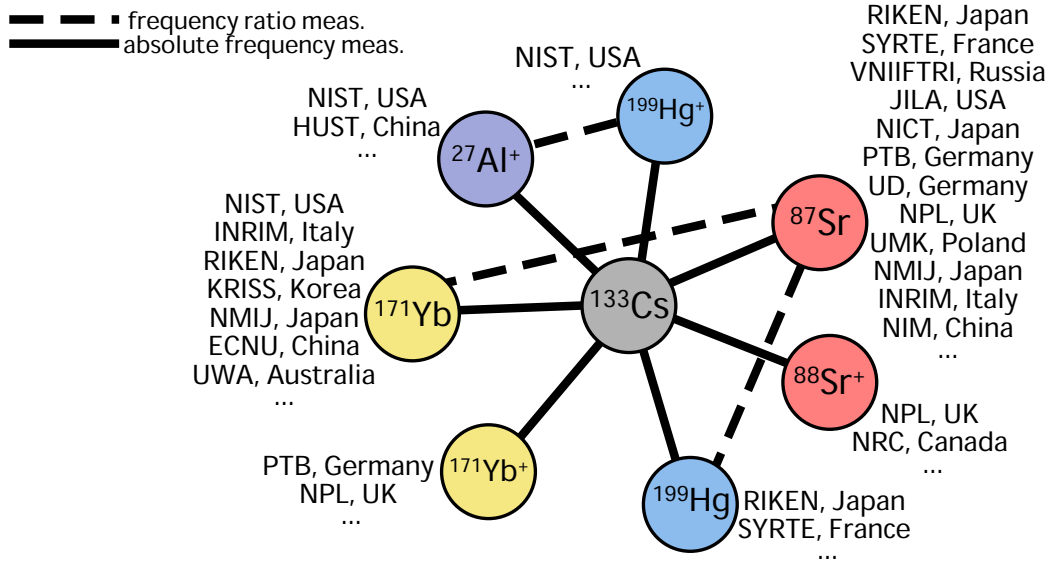 frequency ratio meas.
absolute frequency meas.
NIST, USA
...
¹⁹⁹Hg⁺
NIST, USA
HUST, China
...
²⁷Al⁺
RIKEN, Japan
SYRTE, France
VNIIFTRI, Russia
JILA, USA
NICT, Japan
PTB, Germany
UD, Germany
NPL, UK
UMK, Poland
NMIJ, Japan
INRIM, Italy
NIM, China
...
⁸⁷Sr
NIST, USA
INRIM, Italy
RIKEN, Japan
KRISS, Korea
NMIJ, Japan
ECNU, China
UWA, Australia
...
¹⁷¹Yb
¹³³Cs
⁸⁸Sr⁺
NPL, UK
NRC, Canada
...
PTB, Germany
NPL, UK
...
¹⁷¹Yb⁺
¹⁹⁹Hg
RIKEN, Japan
SYRTE, France
...